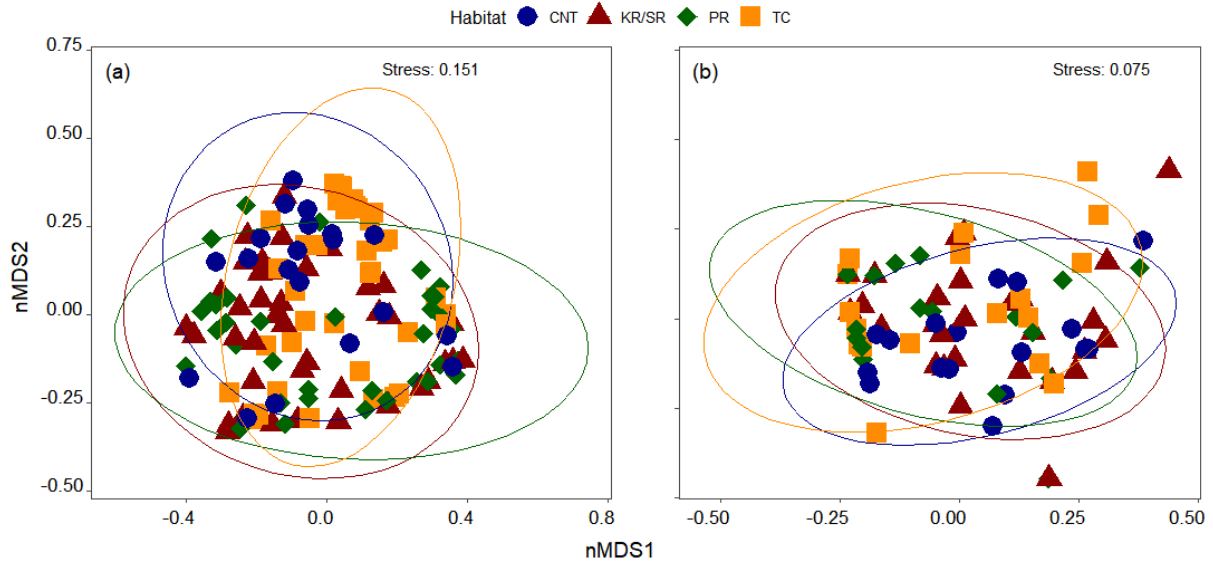 Habitat CNT KR/SR PR TC
(a) Stress: 0.151
(b) Stress: 0.075
0.75
0.50
0.25
0.00
-0.25
-0.50
nMDS2
-0.4 0.0 0.4 0.8
-0.50 -0.25 0.00 0.25 0.50
nMDS1